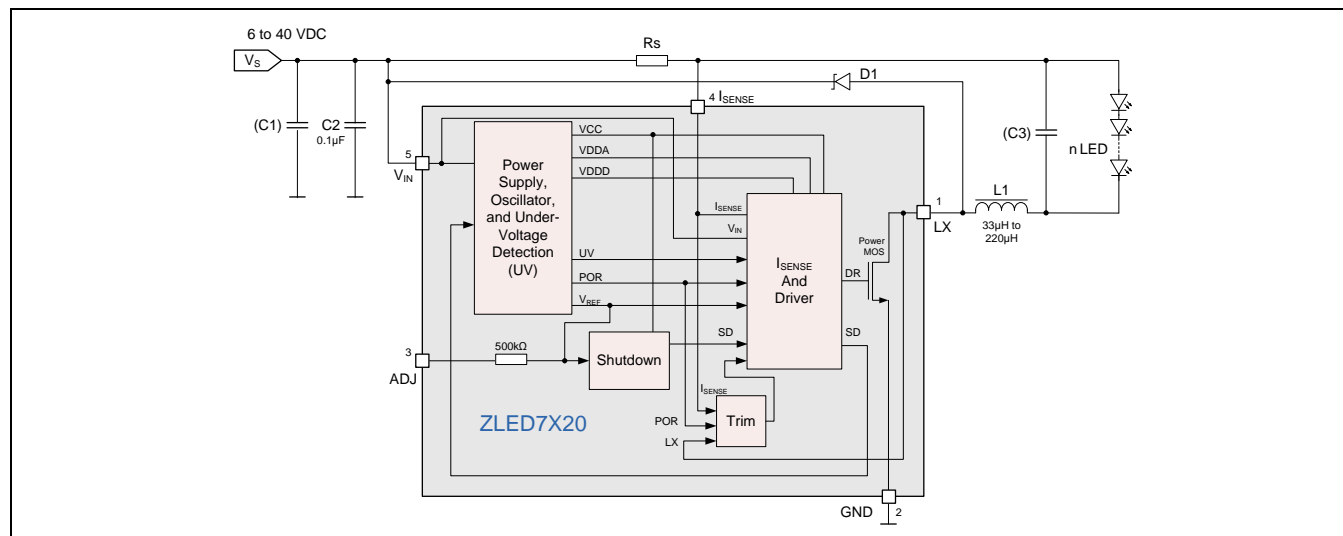 6 to 40 VDC
VS
Rs
D1
4 ISENSE
(C1)
C2
0.1µF
(C3)
n LED
5
VIN
VCC
VDDA
VDDD
Power
Supply,
Oscillator,
and Under-
Voltage
Detection
(UV)
ISENSE
VIN
1
LX
L1
33µH to
220µH
Power
MOS
UV
POR
VREF
ISENSE
And
Driver
DR
SD
SD
3
ADJ
500kΩ
Shutdown
ISENSE
POR
LX
Trim
ZLED7X20
GND
2